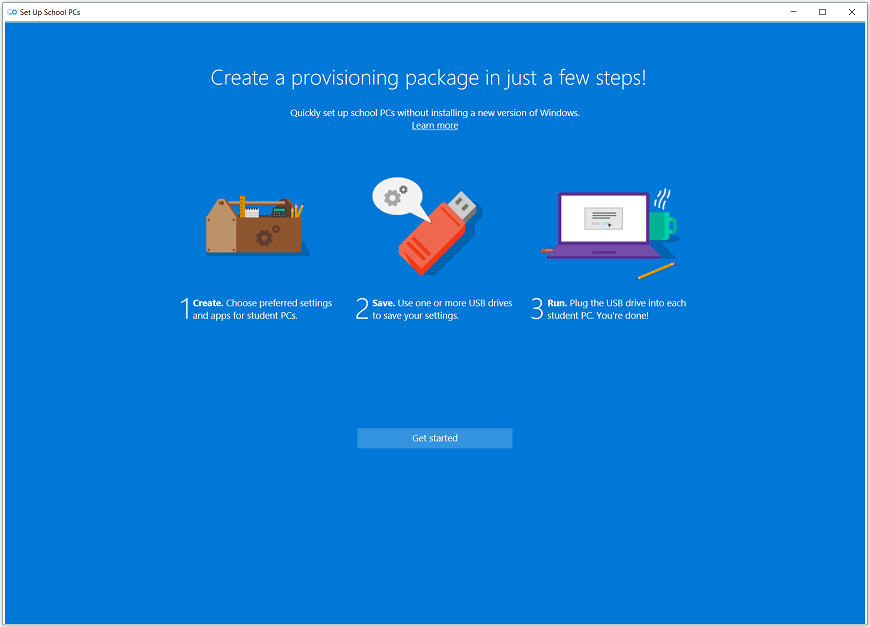 Set Up School PCs
Create a provisioning package in just a few steps!
Quickly set up school PCs without installing a new version of Windows.
Learn more
1 Create. Choose preferred settings
and apps for student PCs.
2 Save. Use one or more USB drives
to save your settings.
3 Run. Plug the USB drive into each
student PC. You're done!
Get started